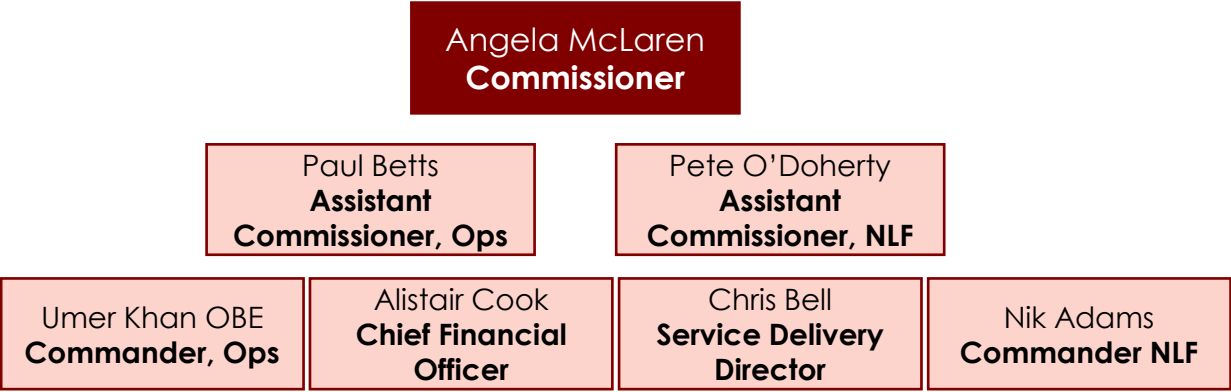 Angela McLaren
Commissioner
Paul Betts
Assistant
Commissioner, Ops
Pete O’Doherty
Assistant
Commissioner, NLF
Umer Khan OBE
Commander, Ops
Alistair Cook
Chief Financial
Officer
Chris Bell
Service Delivery
Director
Nik Adams
Commander NLF